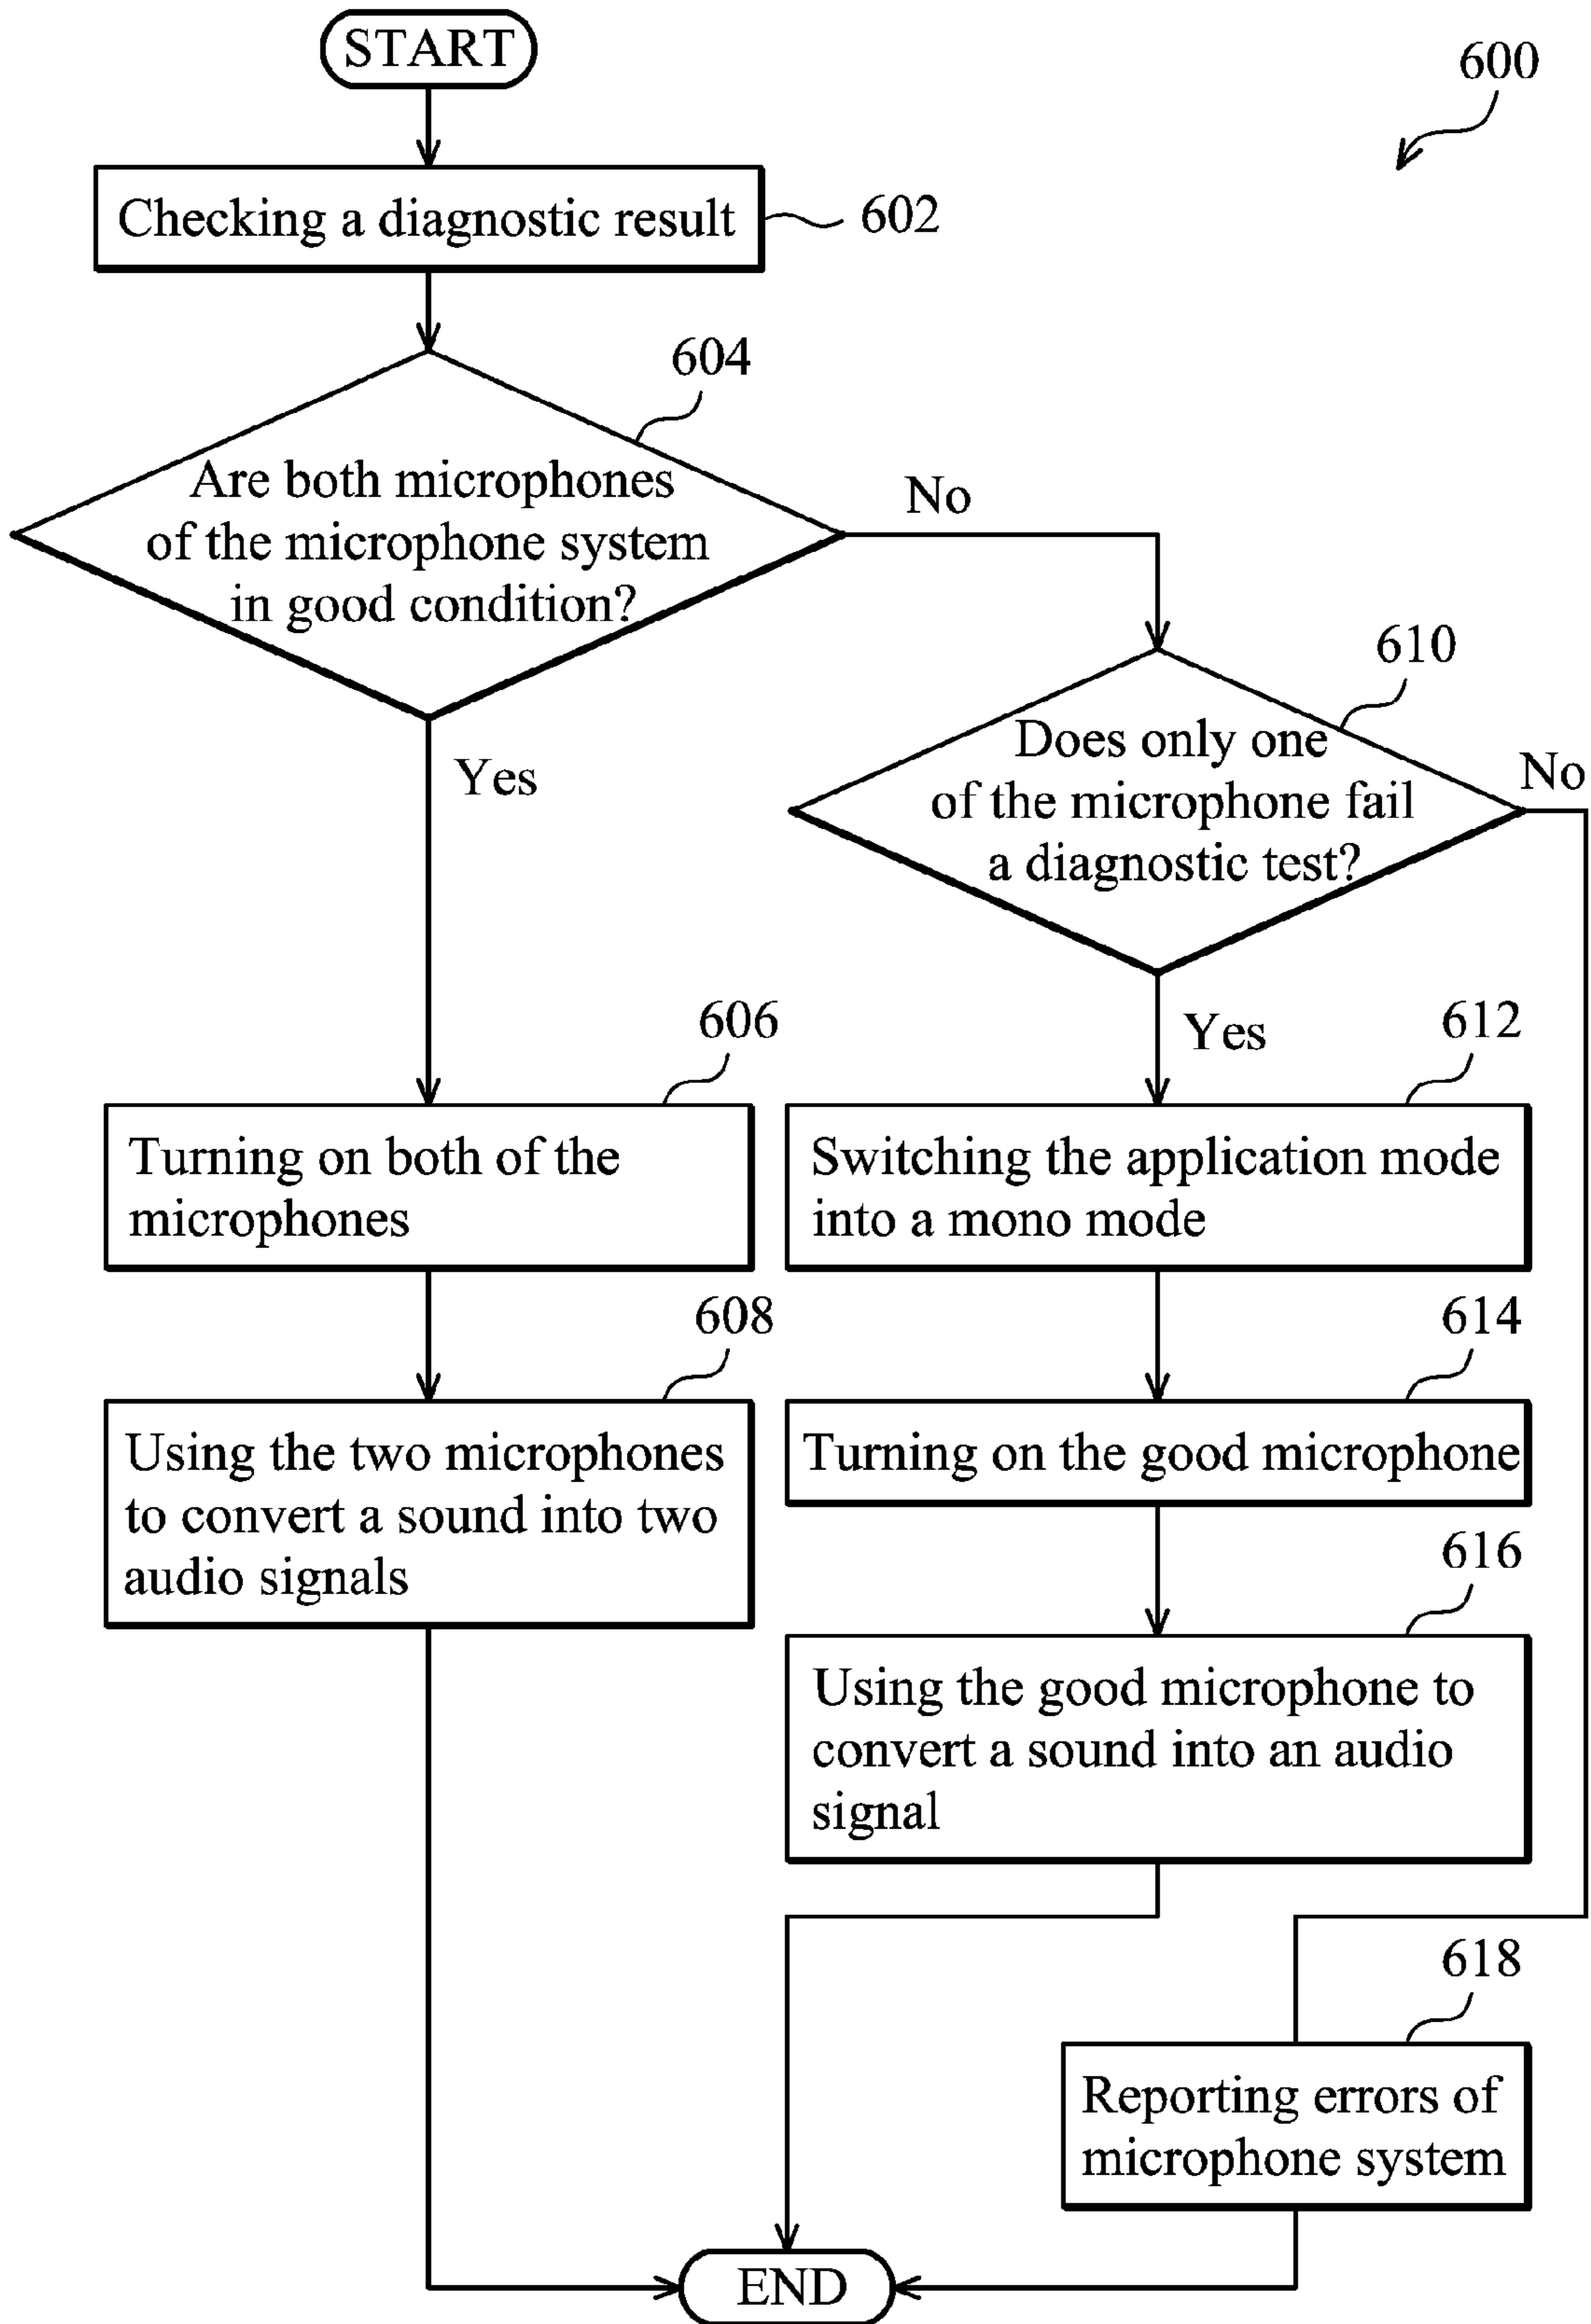 START
600
Checking a diagnostic result
602
604
Are both microphones
of the microphone system
in good condition?
No
610
Does only one
of the microphone fail
a diagnostic test?
No
Yes
606
Turning on both of the
microphones
Yes
612
Switching the application mode
into a mono mode
608
Using the two microphones
to convert a sound into two
audio signals
614
Turning on the good microphone
616
Using the good microphone to
convert a sound into an audio
signal
618
Reporting errors of
microphone system
END